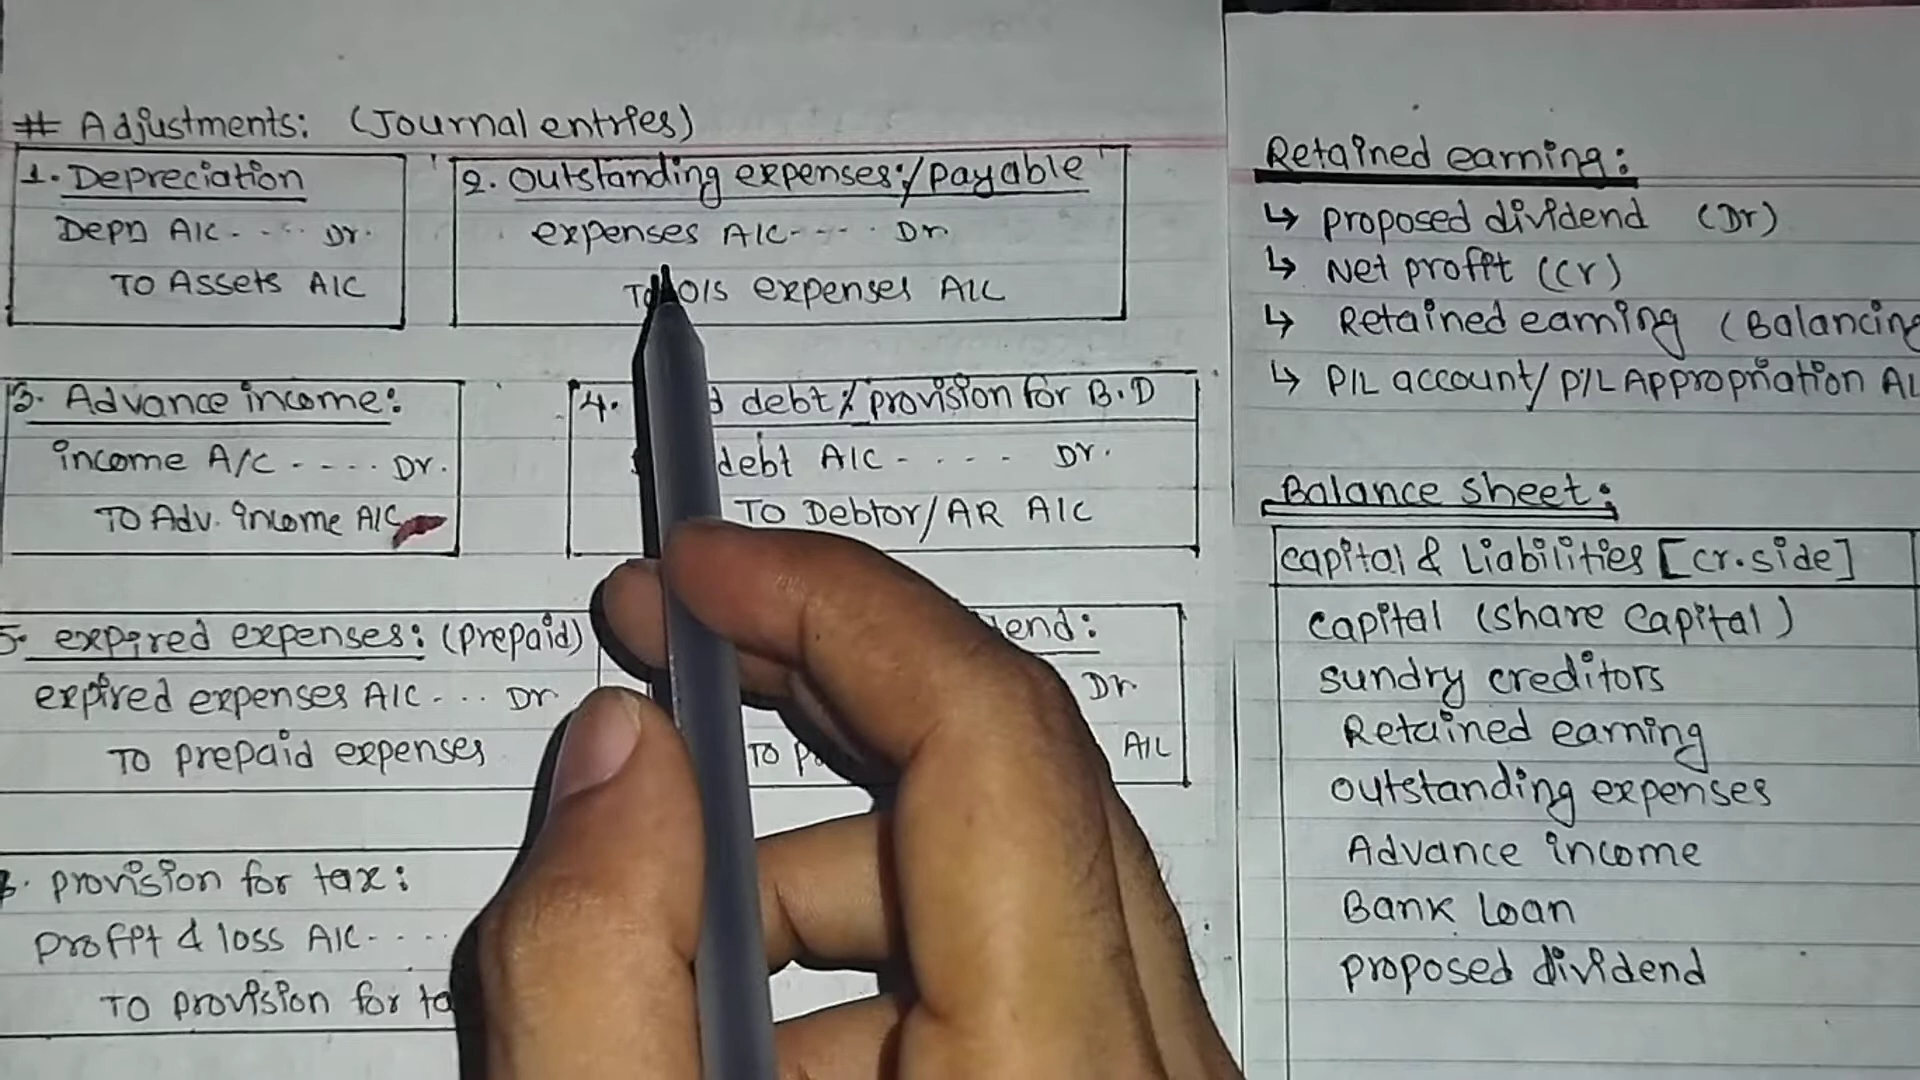 # Adjustments: (Journal entries)
1. Depreciation
Depn A/C - - - - Dr.
To Assets A/C
2. outstanding expenses:/payable
expenses A/C - - - - Dr.
To O/S expenses A/C
3. Advance income:
income A/C - - - - Dr.
To Adv. income A/C
4. debt / provision for B.D
debt A/C - - - - Dr.
To Debtor/AR A/C
5. expired expenses: (prepaid)
expired expenses A/C - - - Dr.
To prepaid expenses
Dr.
To A/C
provision for tax:
profit & loss A/C - - - -
To provision for
Retained earning:
↳ proposed dividend (Dr)
↳ Net profit (Cr)
↳ Retained earning (Balancing
↳ P/L account/ P/L Appropriation A/
Balance sheet:
capital & Liabilities [cr.side]
capital (share capital)
sundry creditors
Retained earning
outstanding expenses
Advance income
Bank Loan
proposed dividend